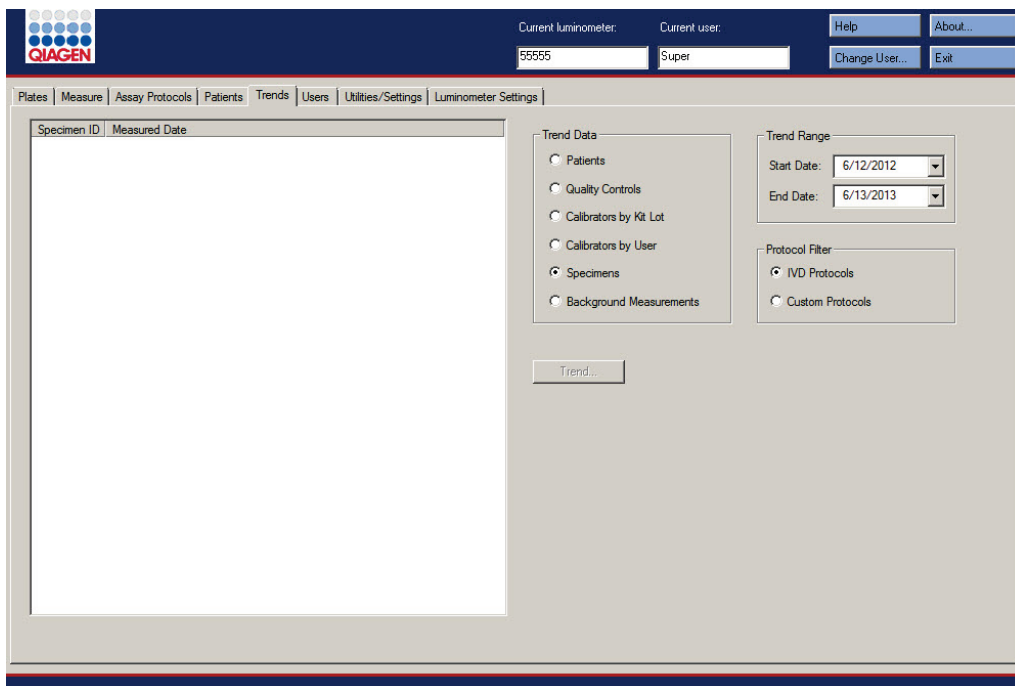 QIAGEN
Current luminometer: Current user:
55555 Super
Help About...
Change User... Exit
Plates Measure Assay Protocols Patients Trends Users Utilities/Settings Luminometer Settings
Specimen ID Measured Date
Trend Data
Patients
Quality Controls
Calibrators by Kit Lot
Calibrators by User
Specimens
Background Measurements
Trend Range
Start Date: 6/12/2012
End Date: 6/13/2013
Protocol Filter
IVD Protocols
Custom Protocols
Trend...